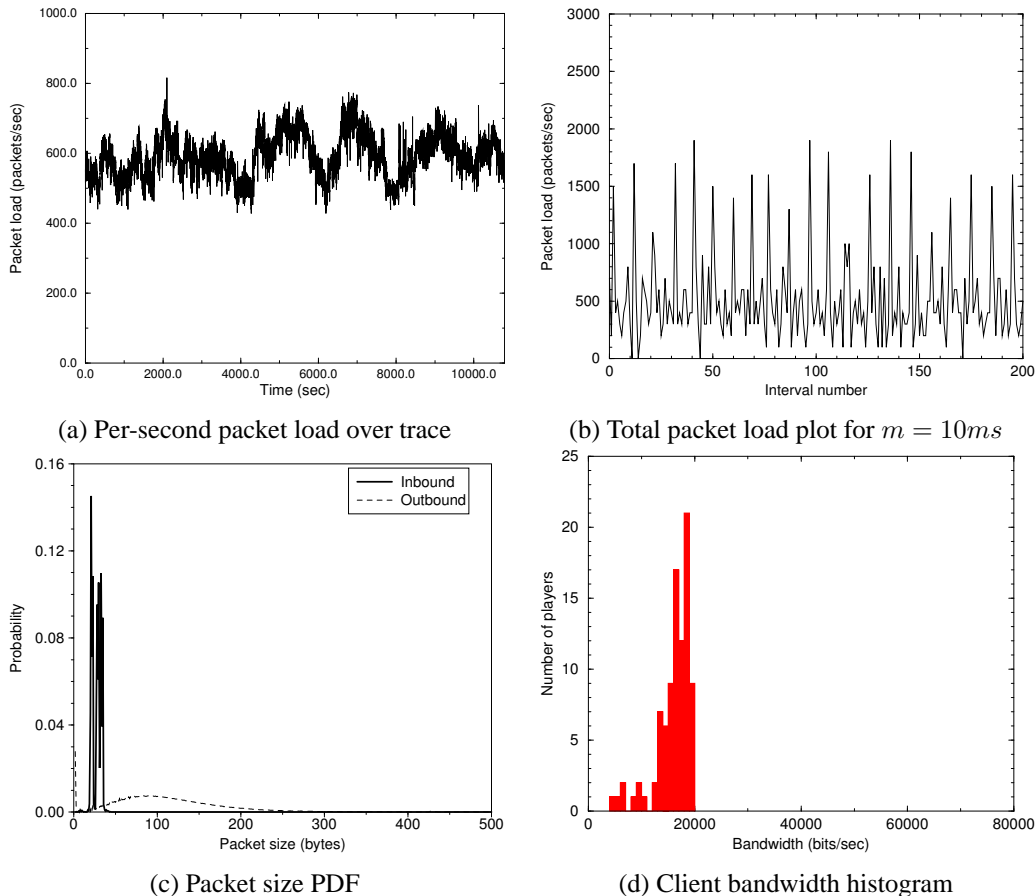 1000.0
800.0
600.0
400.0
200.0
0.0
Packet load (packets/sec)
0.0 2000.0 4000.0 6000.0 8000.0 10000.0
Time (sec)
(a) Per-second packet load over trace
3000
2500
2000
1500
1000
500
0
Packet load (packets/sec)
0 50 100 150 200
Interval number
(b) Total packet load plot for m = 10ms
0.16
0.12
0.08
0.04
0.00
Probability
Inbound
Outbound
0 100 200 300 400 500
Packet size (bytes)
(c) Packet size PDF
25
20
15
10
5
0
Number of players
0 20000 40000 60000 80000
Bandwidth (bits/sec)
(d) Client bandwidth histogram